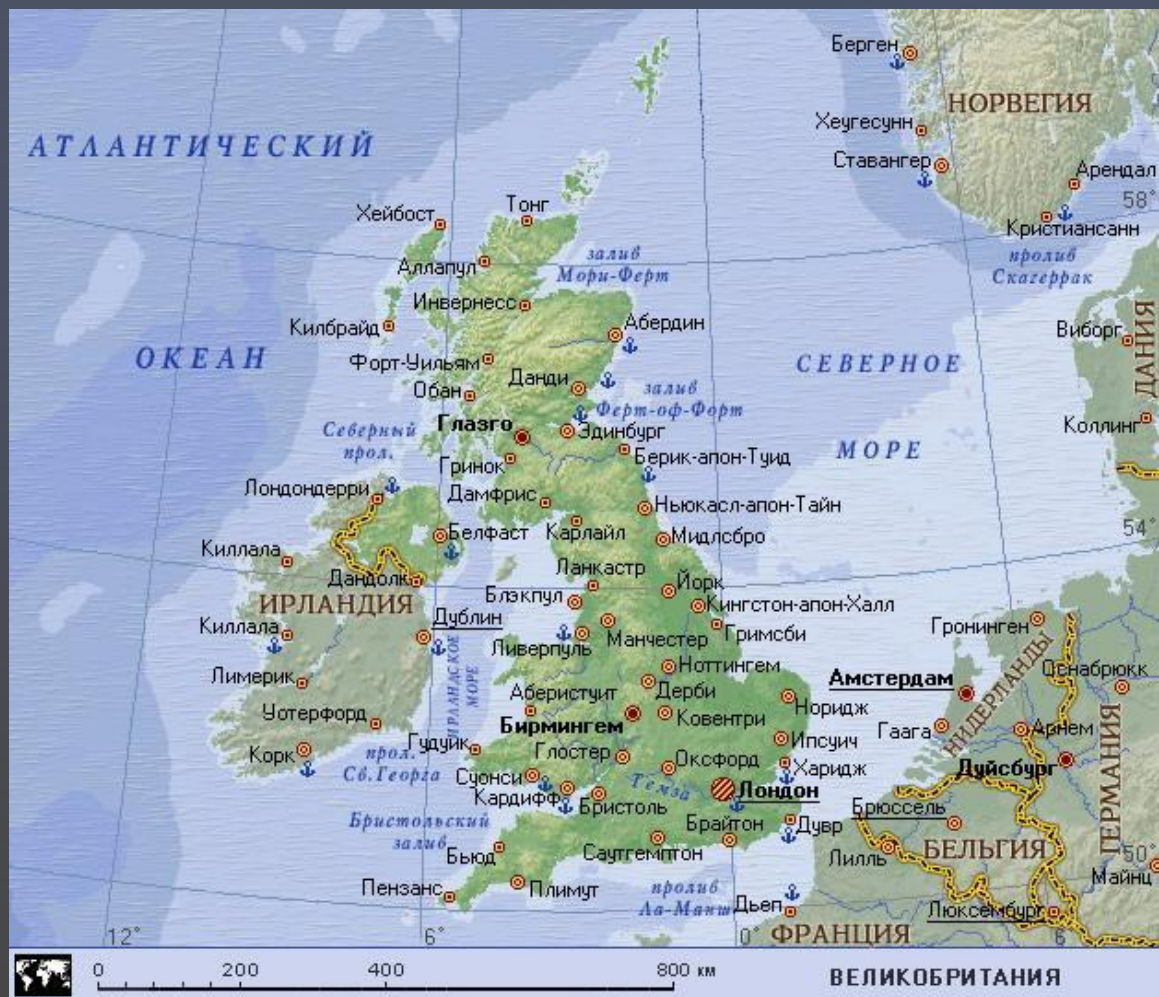 Берген
НОРВЕГИЯ
Хеугесунн
Ставангер
Арендал
58°
Кристиансанн
пролив
Скагеррак
АТЛАНТИЧЕСКИЙ
ОКЕАН
Хейбост
Тонг
Аллапул
залив
Мори-Ферт
Инвернесс
Килбрайд
Абердин
Форт-Уильям
Обан
Данди
залив
Ферт-оф-Форт
СЕВЕРНОЕ
МОРЕ
Виборг
ДАНИЯ
Коллинг
Северный
прол.
Глазго
Эдинбург
Гринок
Берик-апон-Туид
Лондондерри
Дамфрис
Ньюкасл-апон-Тайн
54°
Белфаст
Карлайл
Мидлсбро
Киллала
Дандолк
Ланкастр
ИРЛАНДИЯ
Блэкпул
Йорк
Кингстон-апон-Халл
Дублин
Киллала
Ливерпуль
Манчестер
Гримсби
Гронинген
ИРЛАНДСКОЕ
МОРЕ
Ноттингем
НИДЕРЛАНДЫ
Оснабрюкк
Лимерик
Аберистуит
Дерби
Амстердам
Норидж
Уотерфорд
Бирмингем
Ковентри
Гаага
Арнем
ГЕРМАНИЯ
Корк
прол.
Св.Георга
Гудуик
Глостер
Ипсуич
Оксфорд
Харидж
Дуйсбург
Суонси
Темза
Лондон
Кардифф
Бристоль
Брюссель
Бристольский
залив
Брайтон
Дувр
Бьюд
Саутгемптон
Лилль
БЕЛЬГИЯ
50°
Майнц
Пензанс
Плимут
пролив
Ла-Манш
Дьеп
Люксембург
12°
6°
0°
ФРАНЦИЯ
6
0
200
400
800 км
ВЕЛИКОБРИТАНИЯ